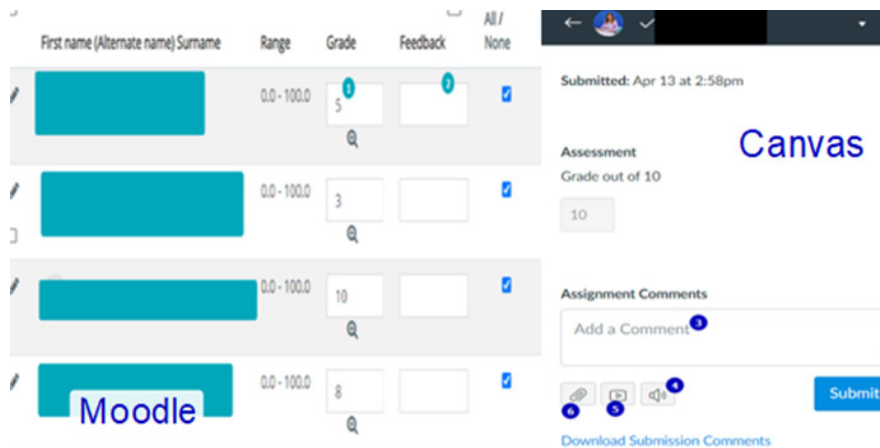 All /
None
First name (Alternate name) Surname Range Grade Feedback
0.0 - 100.0 5 1 2
0.0 - 100.0 3
0.0 - 100.0 10
0.0 - 100.0 8
Moodle
Submitted: Apr 13 at 2:58pm
Canvas
Assessment
Grade out of 10
10
Assignment Comments
Add a Comment 3
4
6 5
Submit
Download Submission Comments